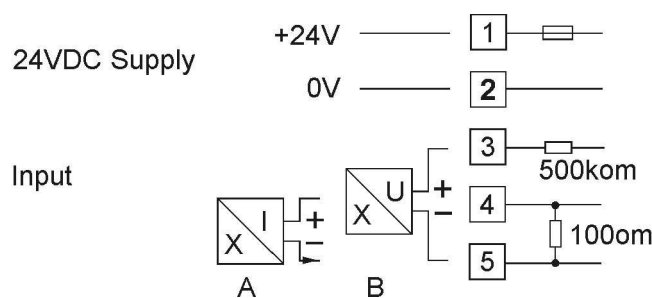 +24V 1
24VDC Supply
0V 2
3
Input 500kom
U + 4
I + X −
X − 100om
5
A B